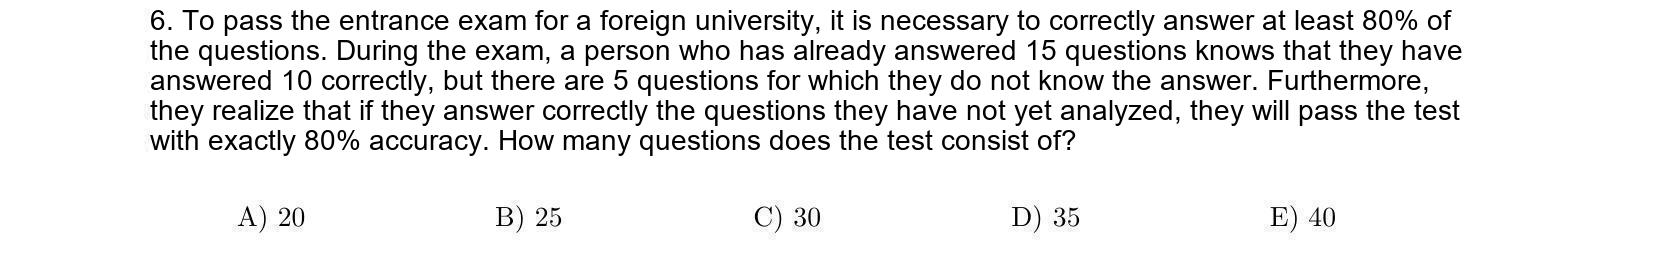 6. To pass the entrance exam for a foreign university, it is necessary to correctly answer at least 80% of
the questions. During the exam, a person who has already answered 15 questions knows that they have
answered 10 correctly, but there are 5 questions for which they do not know the answer. Furthermore,
they realize that if they answer correctly the questions they have not yet analyzed, they will pass the test
with exactly 80% accuracy. How many questions does the test consist of?
A) 20 B) 25 C) 30 D) 35 E) 40